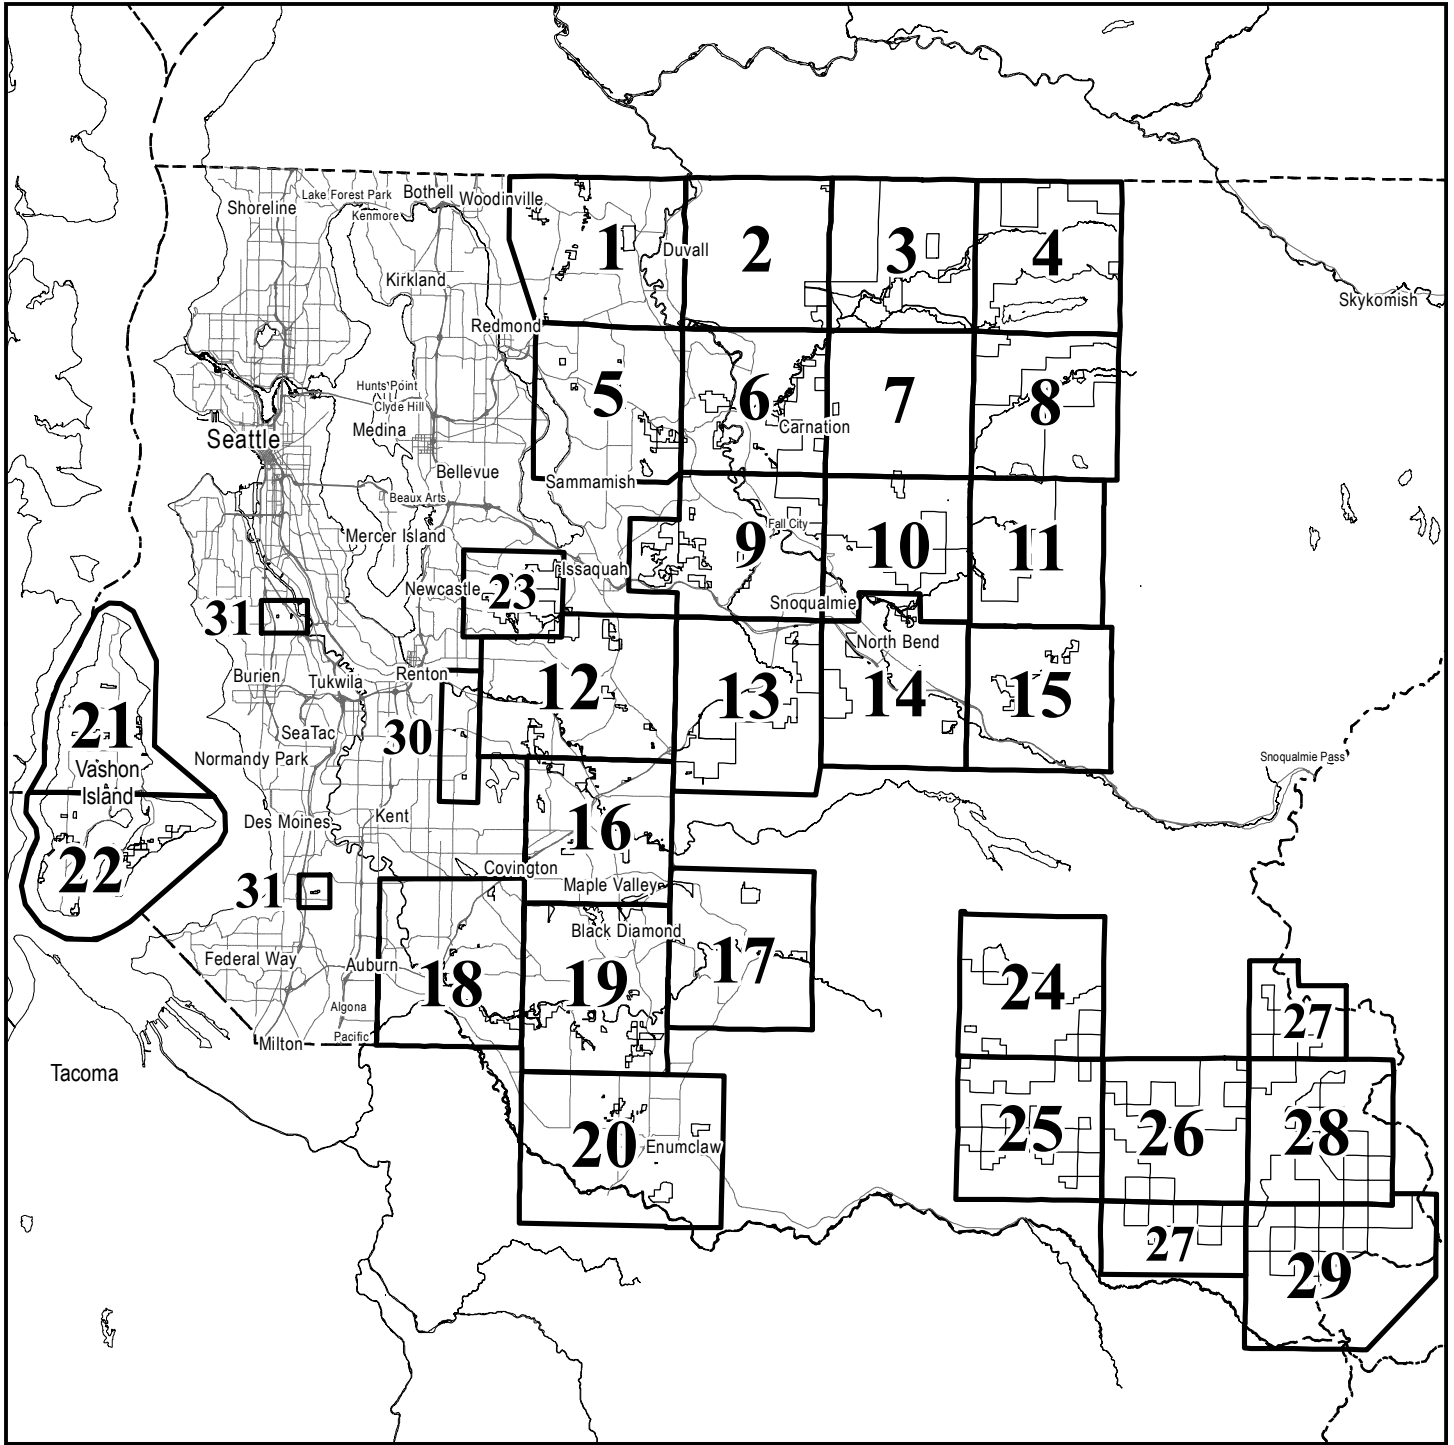 Lake Forest Park
Bothell
Woodinville
Shoreline
Kenmore
1
Duvall
2
3
4
Kirkland
Skykomish
Redmond
Hunts Point
Clyde Hill
Medina
5
6
Carnation
7
8
Seattle
Bellevue
Sammamish
Beaux Arts
Mercer Island
Fall City
9
10
11
Issaquah
Newcastle
23
Snoqualmie
31
North Bend
Burien
Tukwila
Renton
12
13
14
15
21
SeaTac
30
Normandy Park
Snoqualmie Pass
Vashon
Island
Des Moines
Kent
16
22
Covington
Maple Valley
31
Black Diamond
Federal Way
Auburn
18
19
17
24
Algona
27
Pacific
Milton
Tacoma
20
Enumclaw
25
26
28
27
29